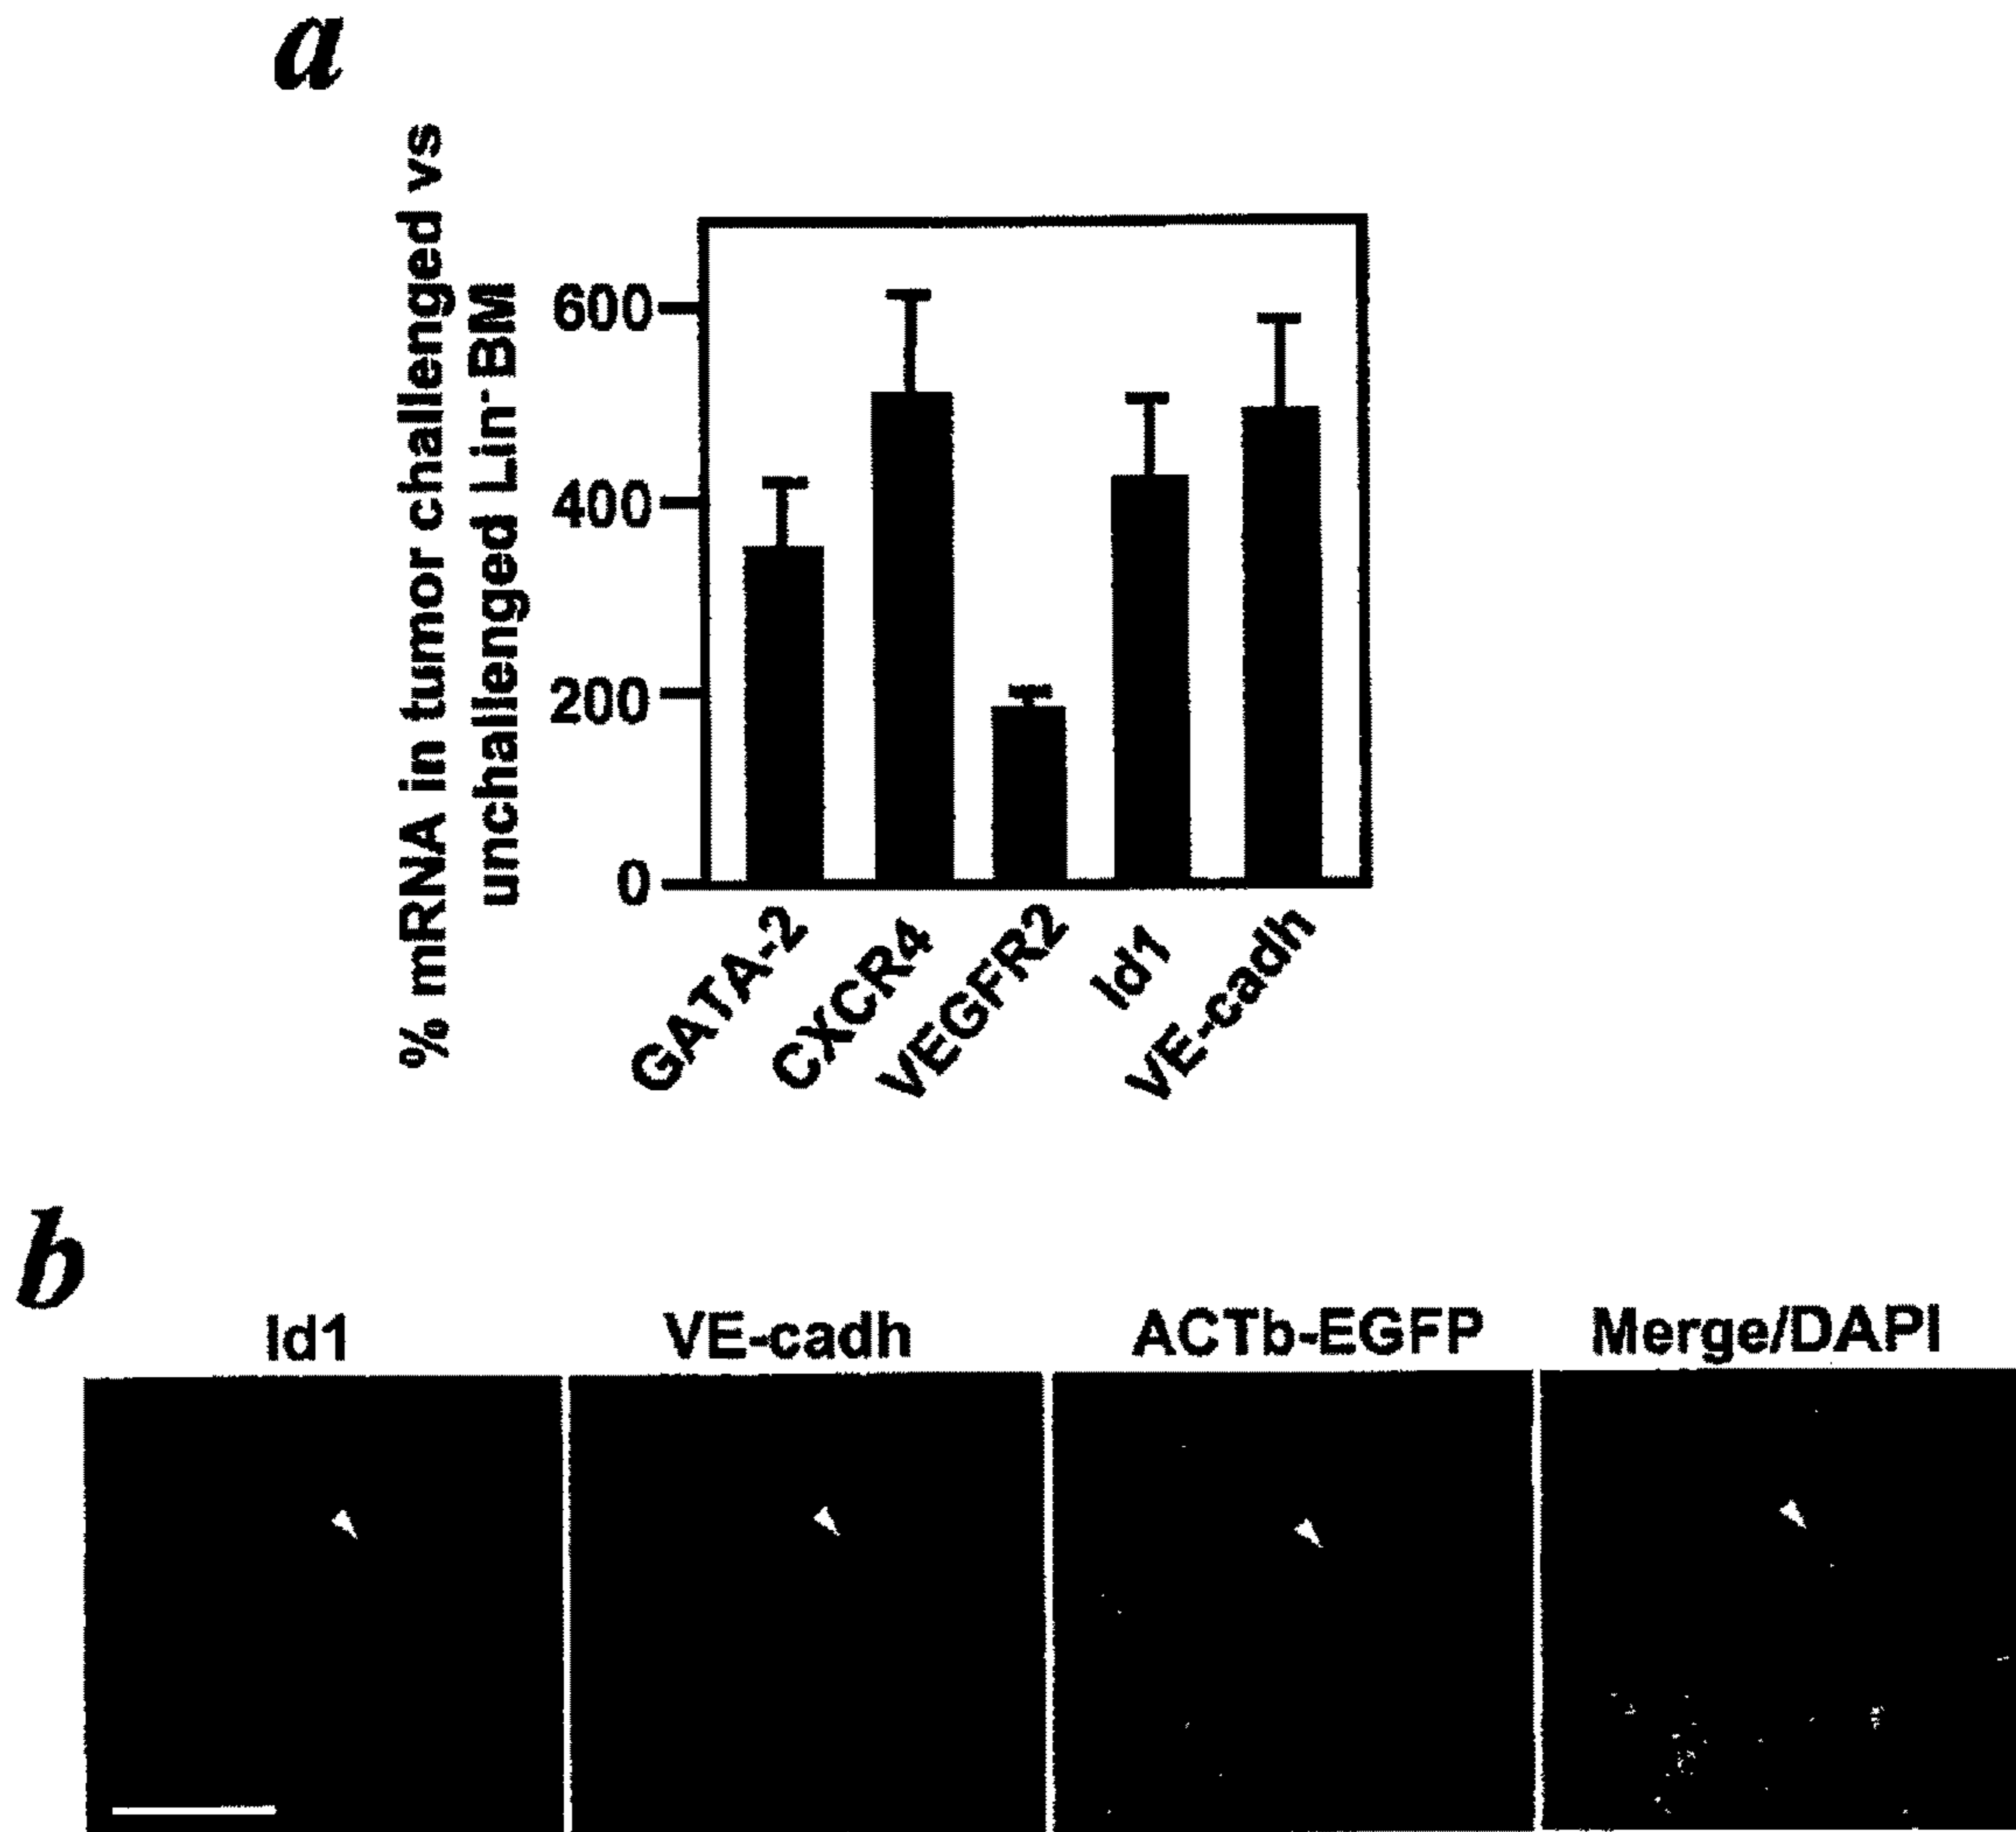 a
% mRNA in tumor challenged vs
unchallenged Lin⁻ BM
600
400
200
0
GATA-2
CXCR4
VEGFR2
Id1
VE-cadh
b
Id1
VE-cadh
ACTb-EGFP
Merge/DAPI